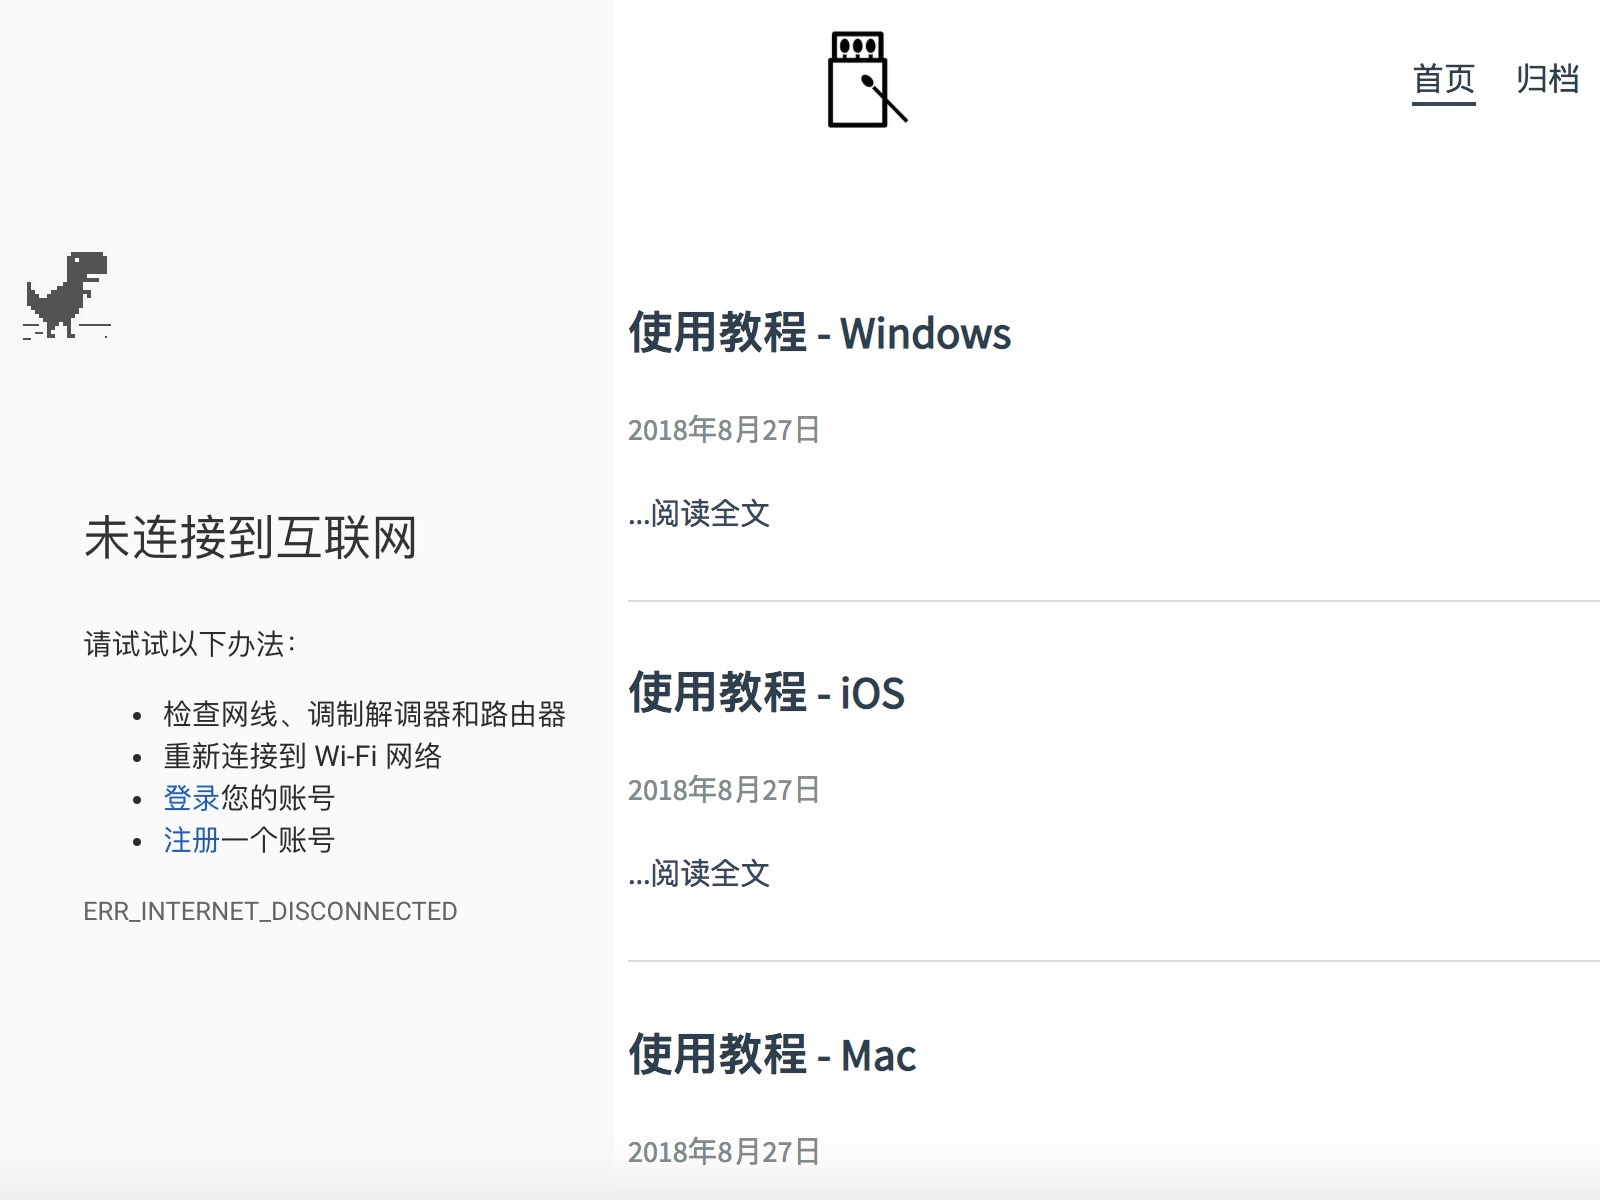 首页 归档
未连接到互联网
请试试以下办法：
检查网线、调制解调器和路由器
重新连接到 Wi-Fi 网络
登录您的账号
注册一个账号
ERR_INTERNET_DISCONNECTED
使用教程 - Windows
2018年8月27日
...阅读全文
使用教程 - iOS
2018年8月27日
...阅读全文
使用教程 - Mac
2018年8月27日